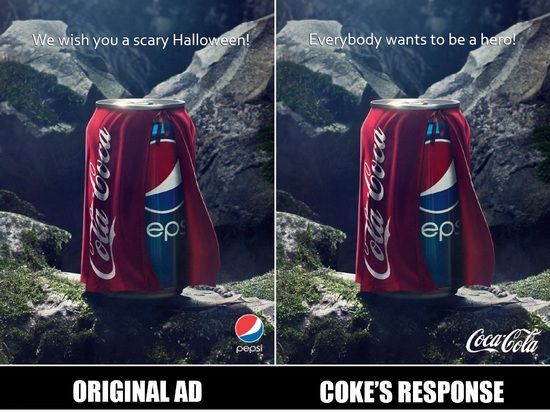 We wish you a scary Halloween!
Cola Coca
eps
pepsi
ORIGINAL AD
Everybody wants to be a hero!
Cola Coca
eps
Coca-Cola
COKE'S RESPONSE